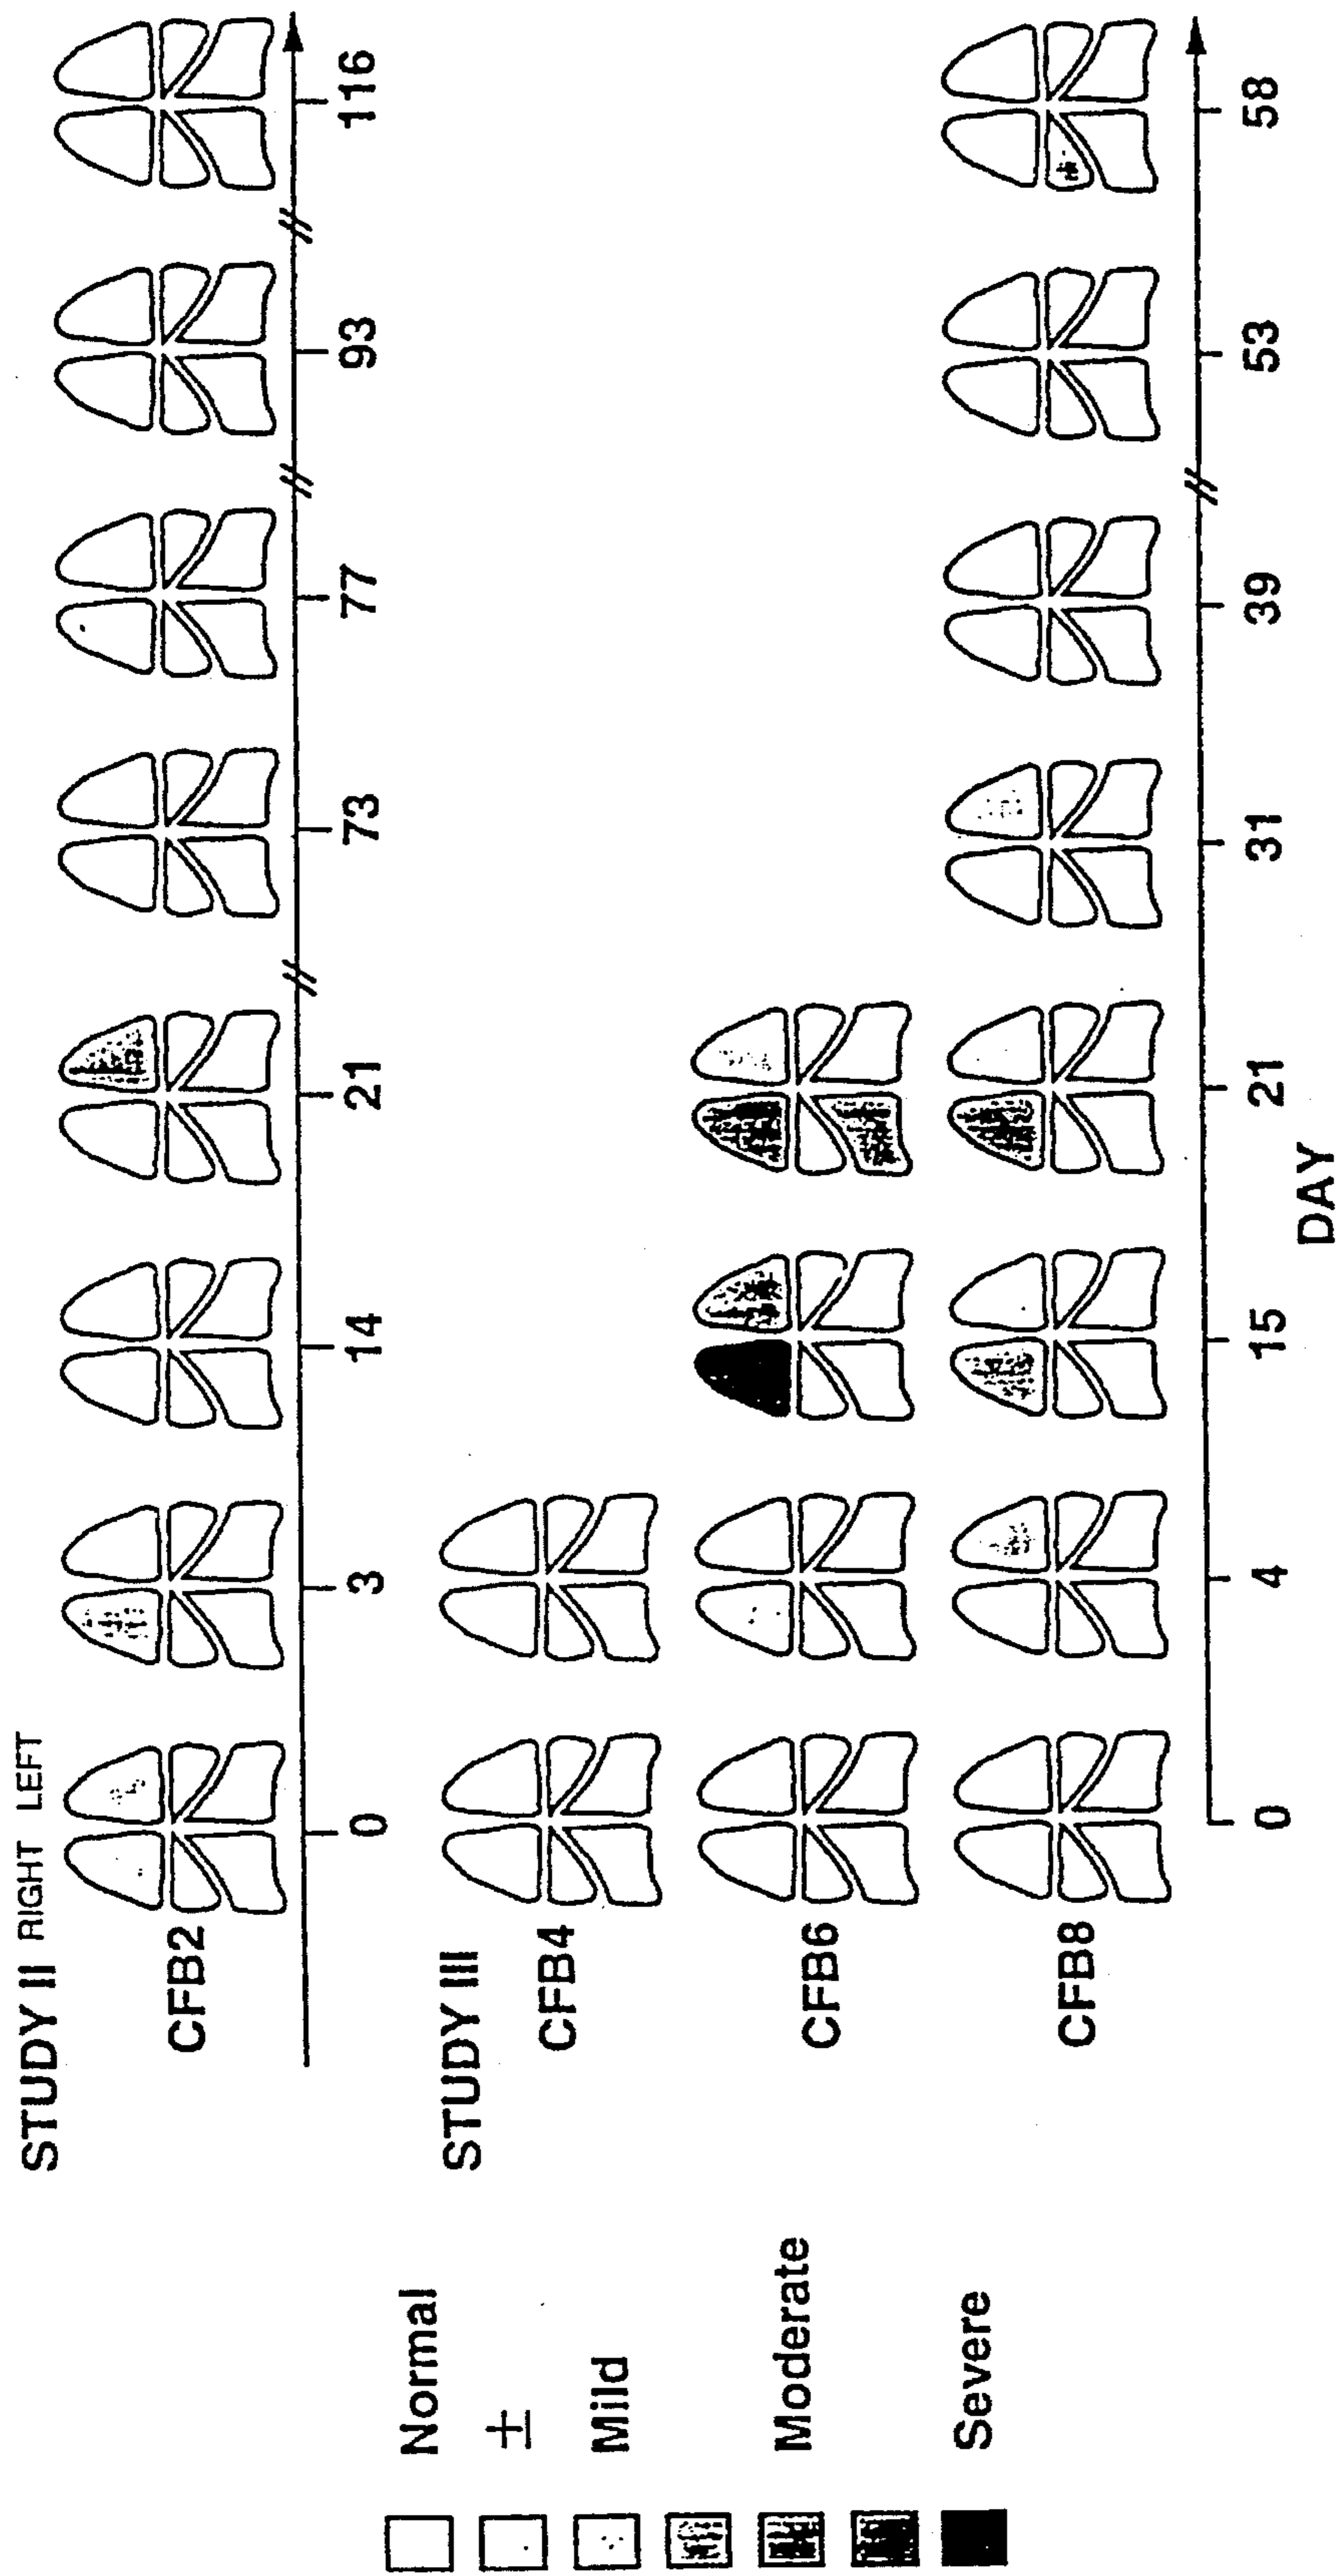 STUDY II RIGHT LEFT
CFB2
0 3 14 21 73 77 93 116
STUDY III
CFB4
CFB6
CFB8
0 4 15 21 31 39 53 58
DAY
Normal
±
Mild
Moderate
Severe